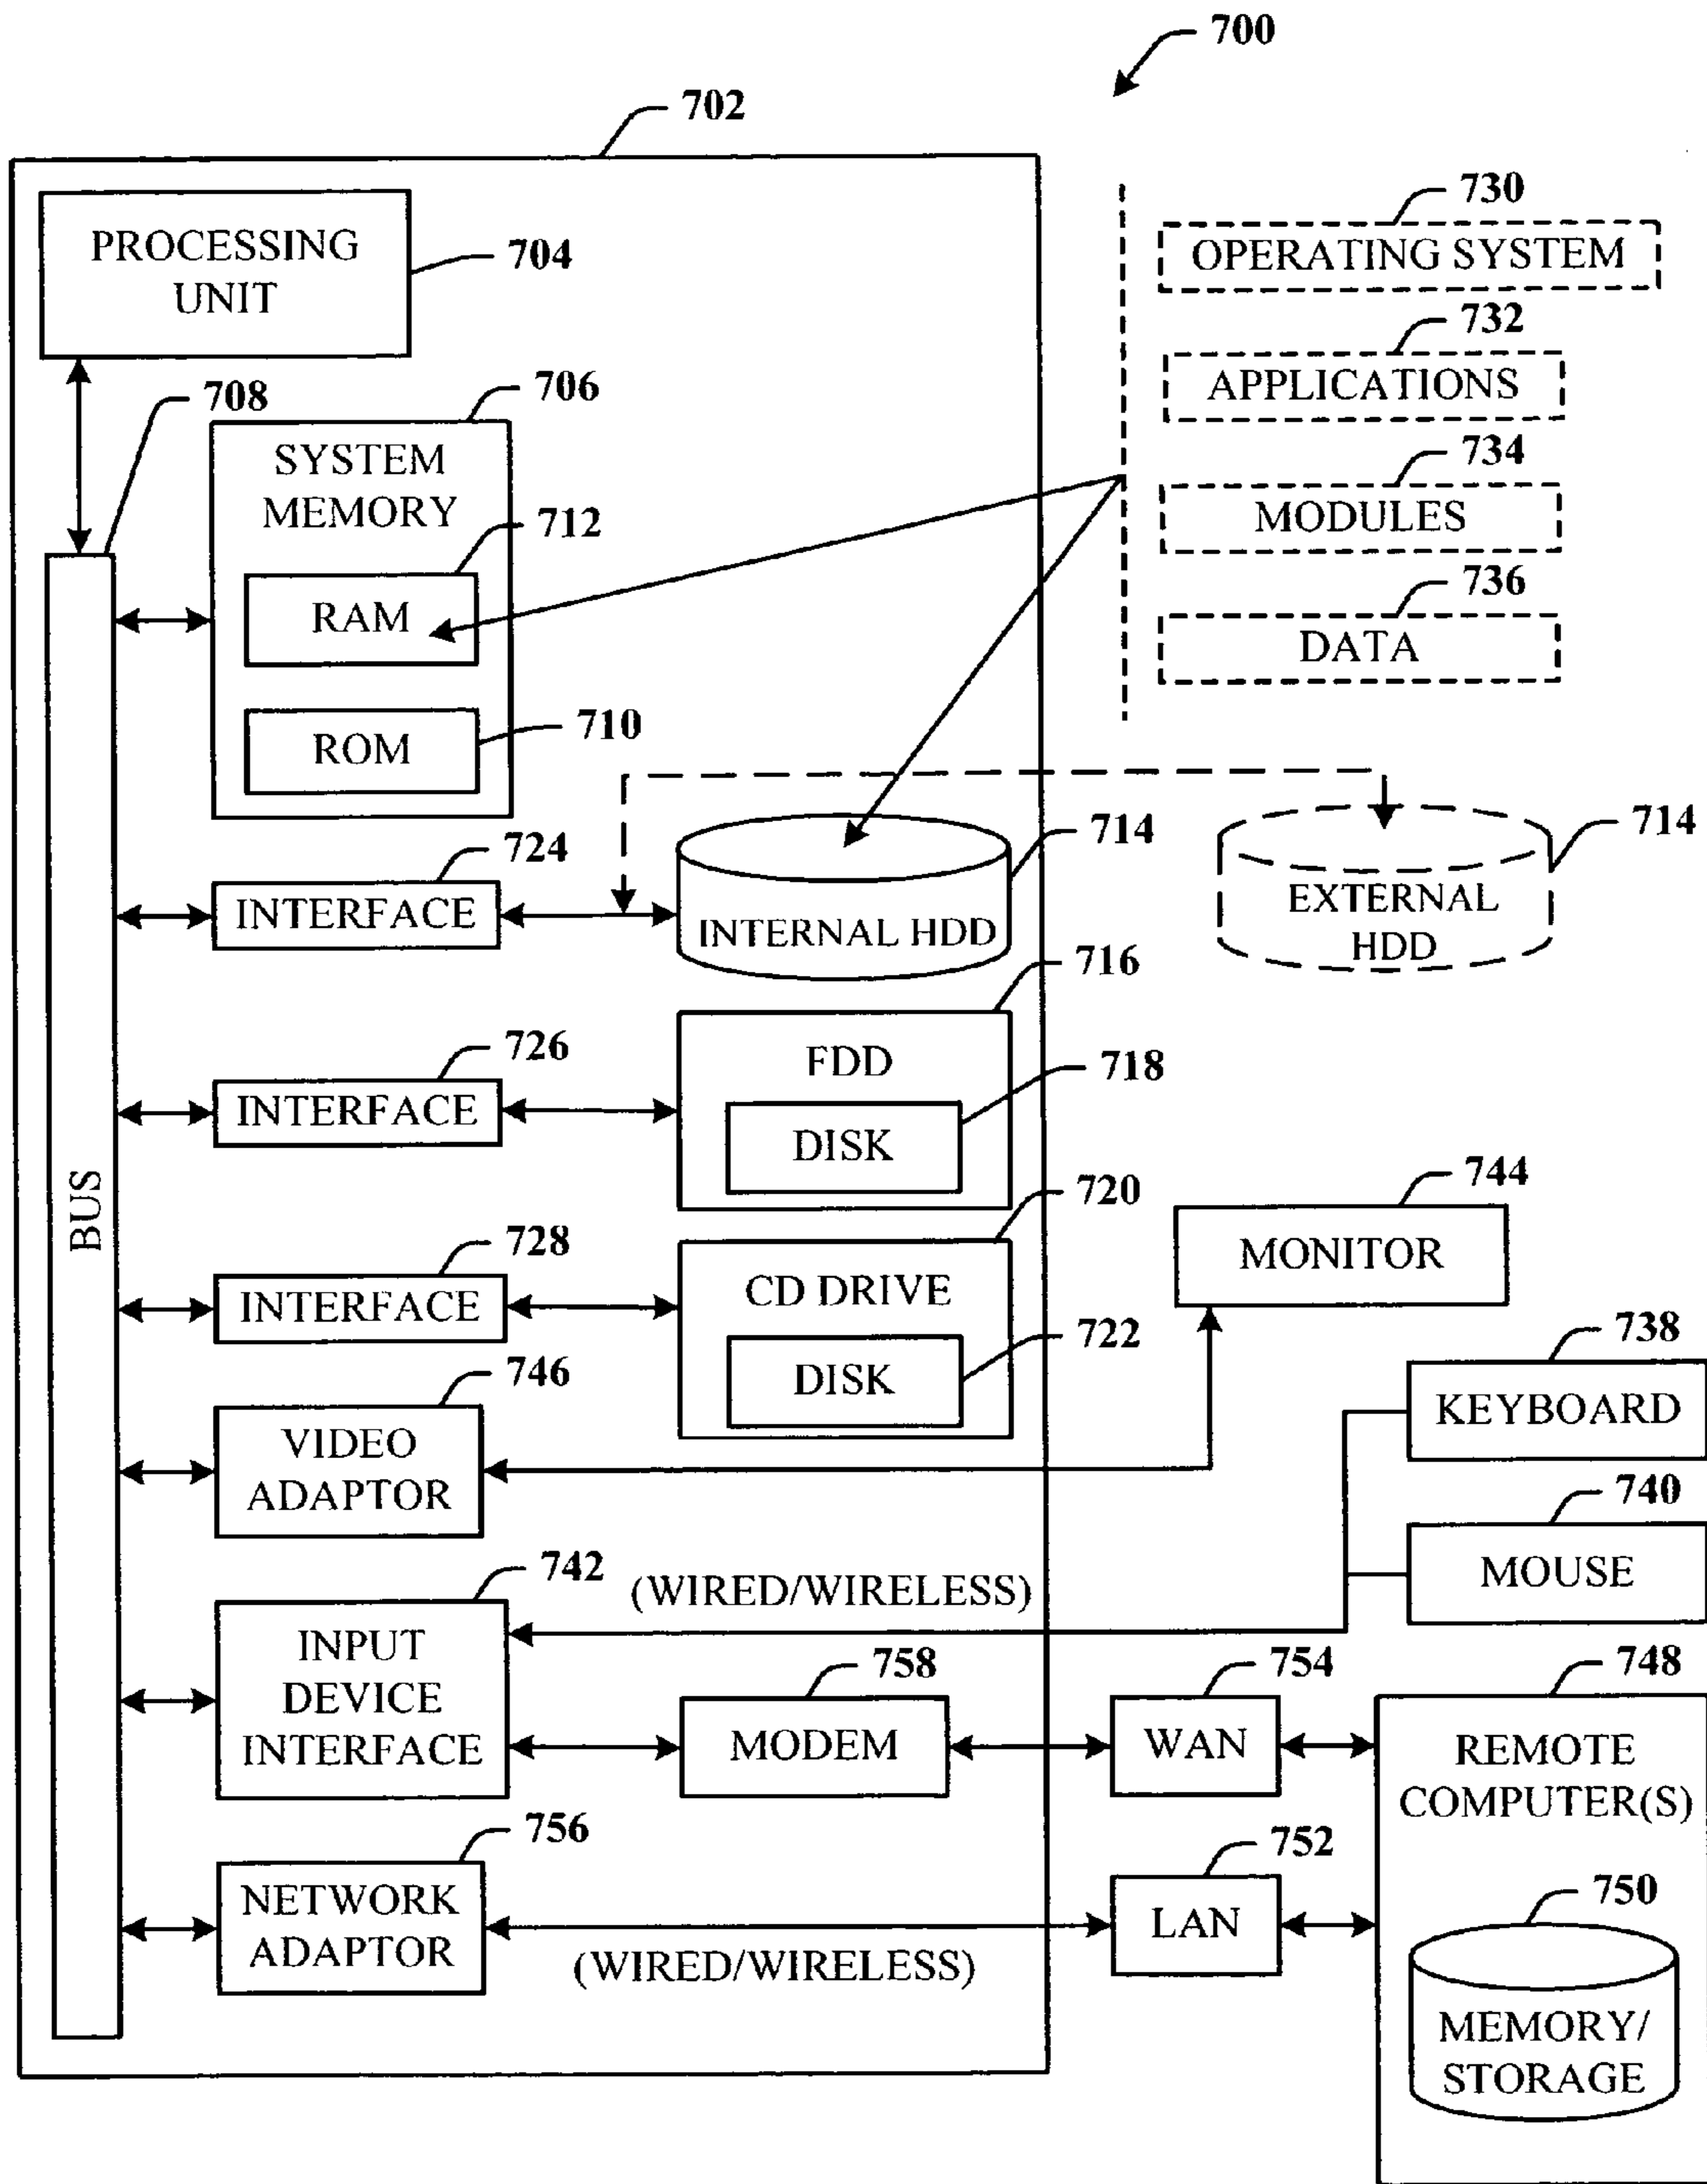 700
702
PROCESSING
UNIT
704
708
706
SYSTEM
MEMORY
712
RAM
710
ROM
730
OPERATING SYSTEM
732
APPLICATIONS
734
MODULES
736
DATA
724
INTERFACE
714
INTERNAL HDD
714
EXTERNAL
HDD
716
726
INTERFACE
FDD
718
DISK
BUS
720
728
INTERFACE
CD DRIVE
722
DISK
744
MONITOR
738
KEYBOARD
746
VIDEO
ADAPTOR
740
MOUSE
742
(WIRED/WIRELESS)
INPUT
DEVICE
INTERFACE
758
MODEM
754
WAN
748
REMOTE
COMPUTER(S)
756
NETWORK
ADAPTOR
(WIRED/WIRELESS)
752
LAN
750
MEMORY/
STORAGE